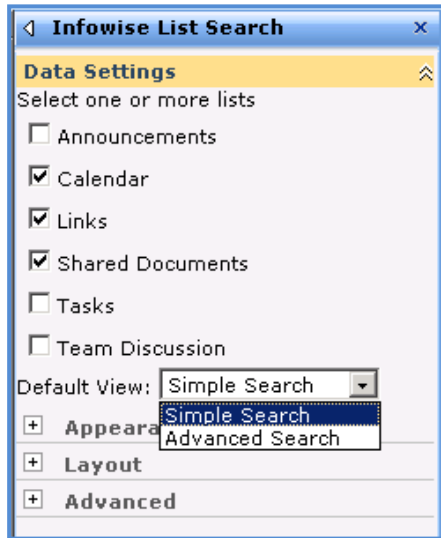 Infowise List Search
Data Settings
Select one or more lists
Announcements
Calendar
Links
Shared Documents
Tasks
Team Discussion
Default View: Simple Search
Simple Search
Advanced Search
Appeara
Layout
Advanced